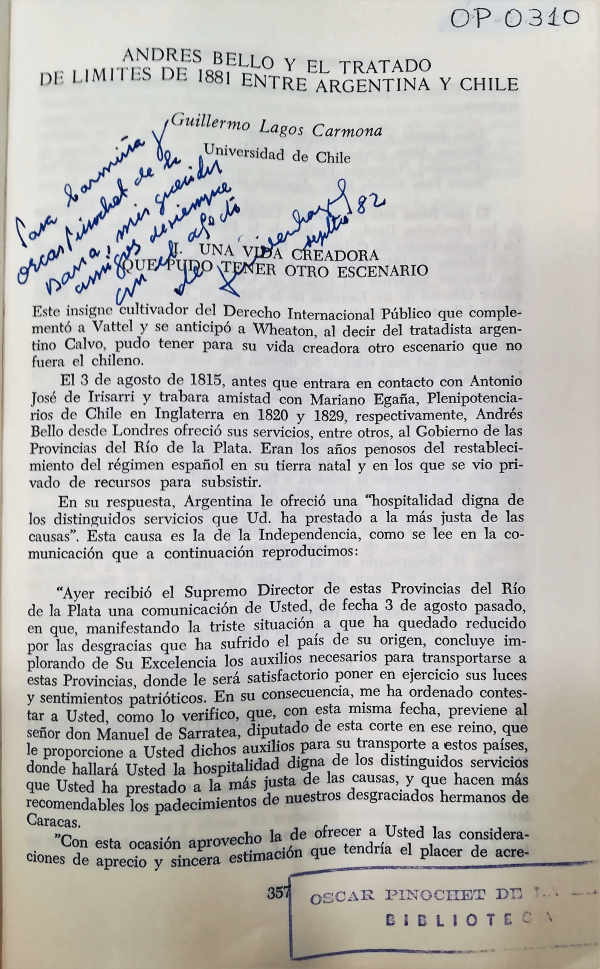 OP 0310
ANDRES BELLO Y EL TRATADO
DE LIMITES DE 1881 ENTRE ARGENTINA Y CHILE
Guillermo Lagos Carmona
Universidad de Chile
Para Carmiña y
Oscar Pinochet de la
Barra, mis queridos
amigos de siempre
con el afecto
de
82
I. UNA VIDA CREADORA
QUE PUDO TENER OTRO ESCENARIO
Este insigne cultivador del Derecho Internacional Público que comple-
mentó a Vattel y se anticipó a Wheaton, al decir del tratadista argen-
tino Calvo, pudo tener para su vida creadora otro escenario que no
fuera el chileno.
El 3 de agosto de 1815, antes que entrara en contacto con Antonio
José de Irisarri y trabara amistad con Mariano Egaña, Plenipotencia-
rios de Chile en Inglaterra en 1820 y 1829, respectivamente, Andrés
Bello desde Londres ofreció sus servicios, entre otros, al Gobierno de las
Provincias del Río de la Plata. Eran los años penosos del restableci-
miento del régimen español en su tierra natal y en los que se vio pri-
vado de recursos para subsistir.
En su respuesta, Argentina le ofreció una "hospitalidad digna de
los distinguidos servicios que Ud. ha prestado a la más justa de las
causas". Esta causa es la de la Independencia, como se lee en la co-
municación que a continuación reproducimos:
"Ayer recibió el Supremo Director de estas Provincias del Río
de la Plata una comunicación de Usted, de fecha 3 de agosto pasado,
en que, manifestando la triste situación a que ha quedado reducido
por las desgracias que ha sufrido el país de su origen, concluye im-
plorando de Su Excelencia los auxilios necesarios para transportarse a
estas Provincias, donde le será satisfactorio poner en ejercicio sus luces
y sentimientos patrióticos. En su consecuencia, me ha ordenado contes-
tar a Usted, como lo verifico, que, con esta misma fecha, previene al
señor don Manuel de Sarratea, diputado de esta corte en ese reino, que
le proporcione a Usted dichos auxilios para su transporte a estos países,
donde hallará Usted la hospitalidad digna de los distinguidos servicios
que Usted ha prestado a la más justa de las causas, y que hacen más
recomendables los padecimientos de nuestros desgraciados hermanos de
Caracas.
"Con esta ocasión aprovecho la de ofrecer a Usted las considera-
ciones de aprecio y sincera estimación que tendría el placer de acre-
357
OSCAR PINOCHET DE LA
BIBLIOTECA